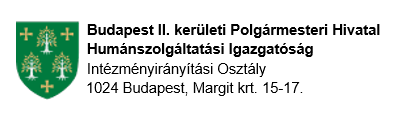 Budapest II. kerületi Polgármesteri Hivatal
Humánszolgáltatási Igazgatóság
Intézményirányítási Osztály
1024 Budapest, Margit krt. 15-17.